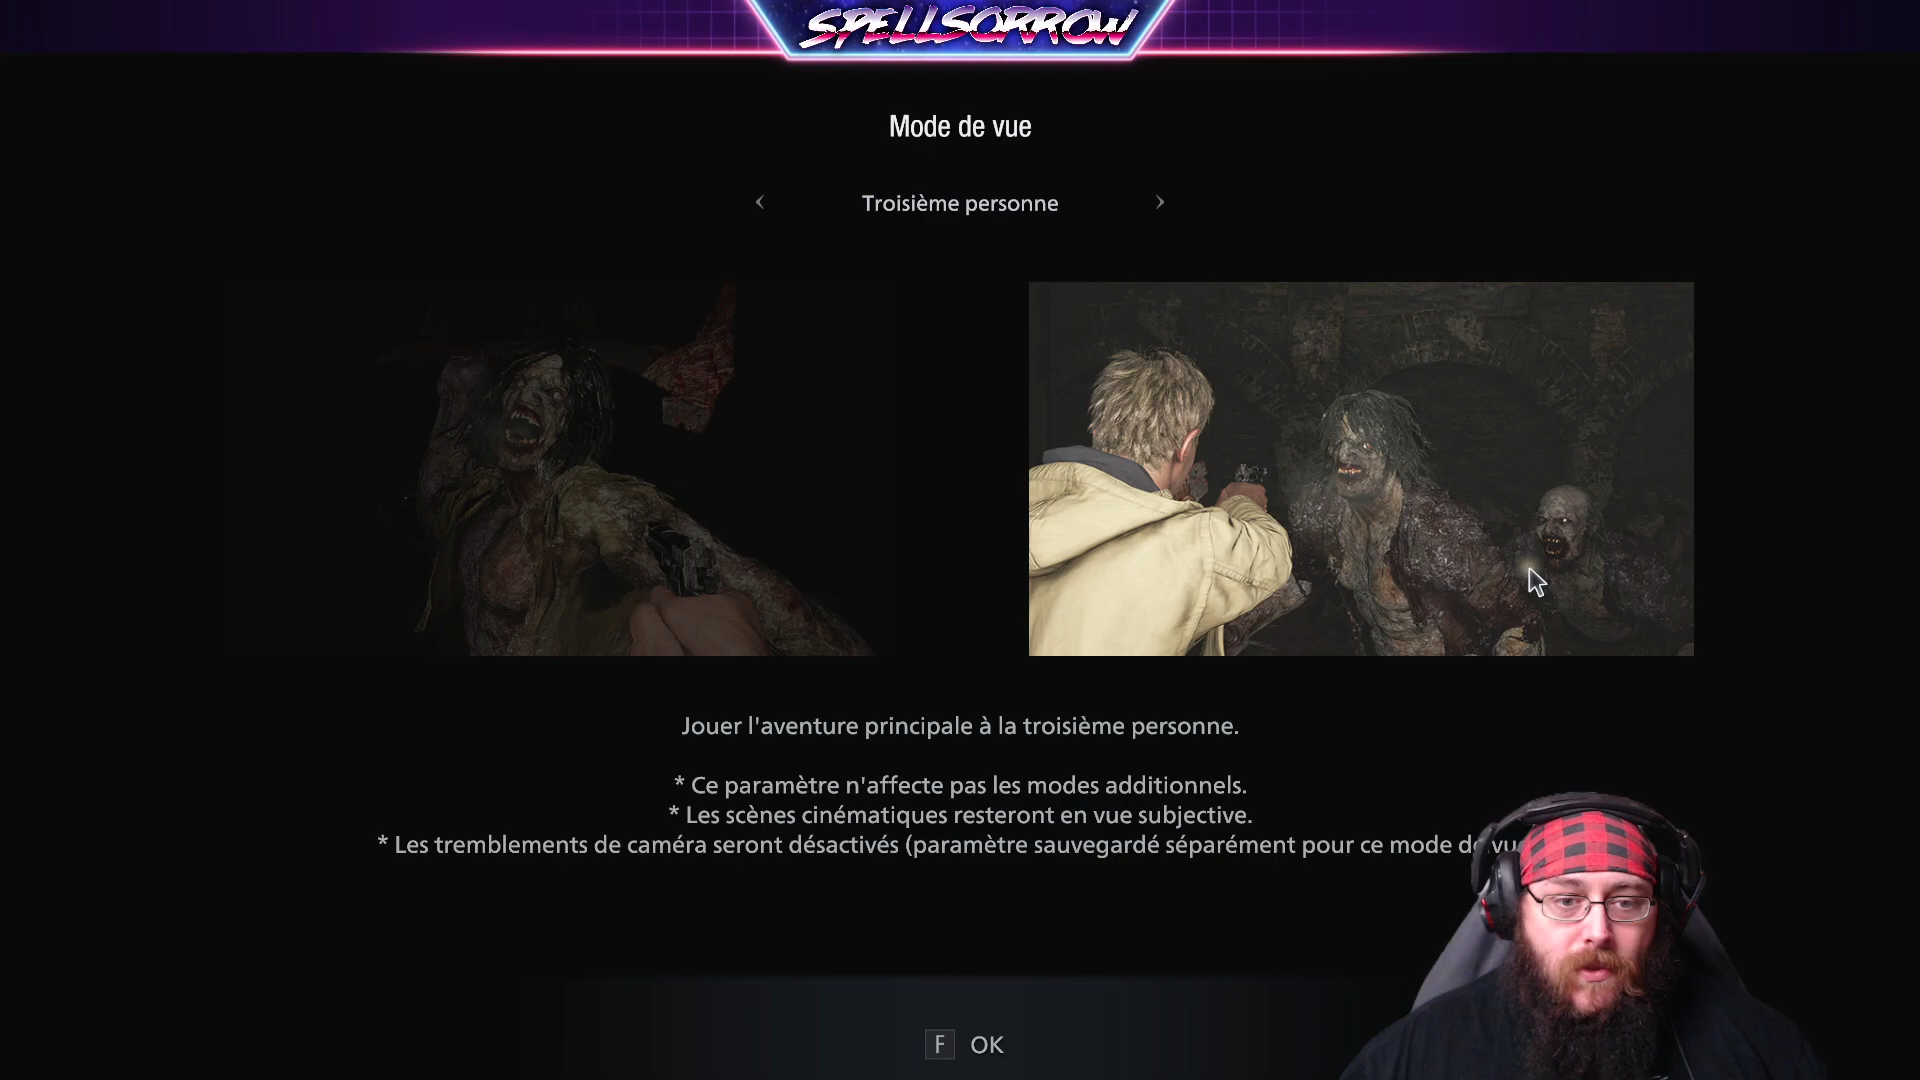 SPELLSORROW
Mode de vue
Troisième personne
Jouer l'aventure principale à la troisième personne.
* Ce paramètre n'affecte pas les modes additionnels.
* Les scènes cinématiques resteront en vue subjective.
* Les tremblements de caméra seront désactivés (paramètre sauvegardé séparément pour ce mode de vue
F OK